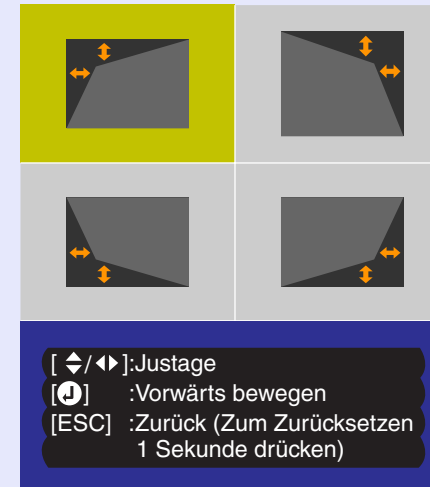 [ / ]:Justage
[ ] :Vorwärts bewegen
[ESC] :Zurück (Zum Zurücksetzen
1 Sekunde drücken)